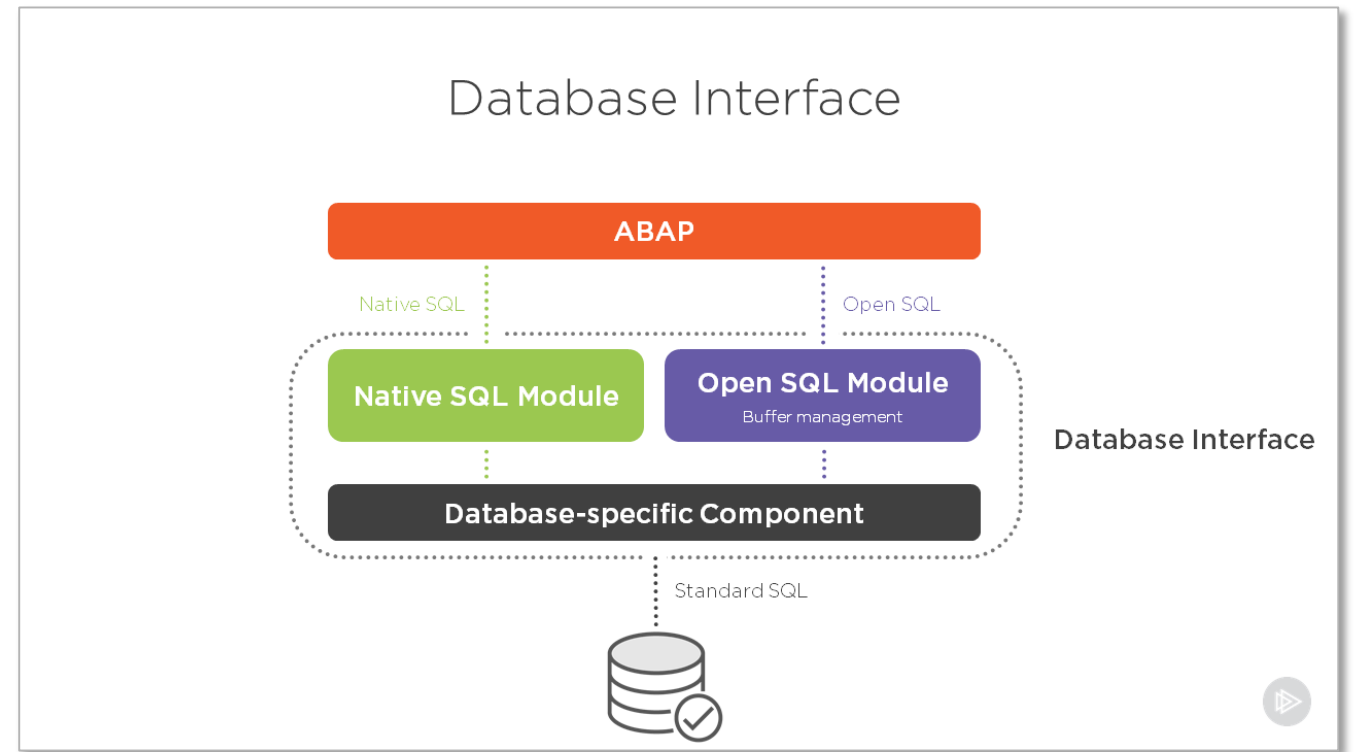 Database Interface
ABAP
Native SQL
Open SQL
Native SQL Module
Open SQL Module
Buffer management
Database Interface
Database-specific Component
Standard SQL